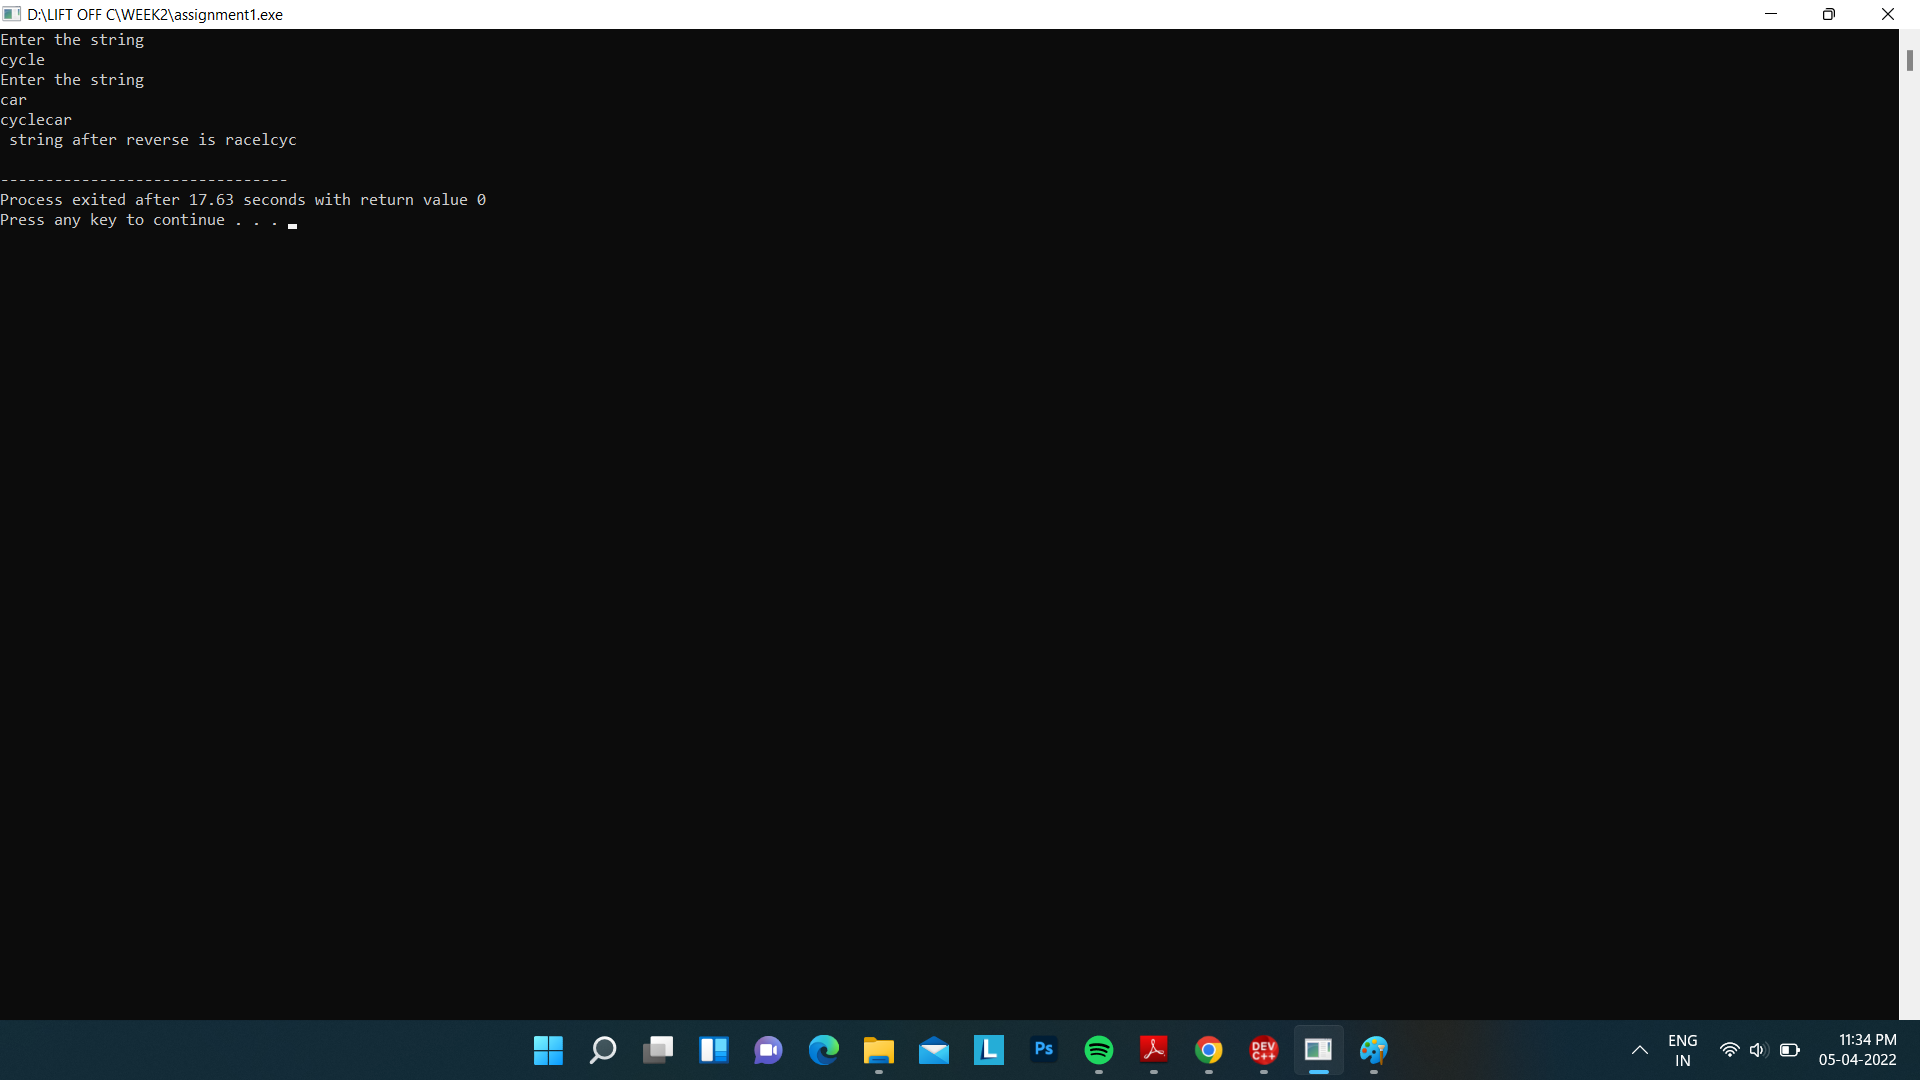 D:\LIFT OFF C\WEEK2\assignment1.exe
Enter the string
cycle
Enter the string
car
cyclecar
 string after reverse is racelcyc
--------------------------------
Process exited after 17.63 seconds with return value 0
Press any key to continue . . .
L
Ps
DEV
C++
ENG
IN
11:34 PM
05-04-2022